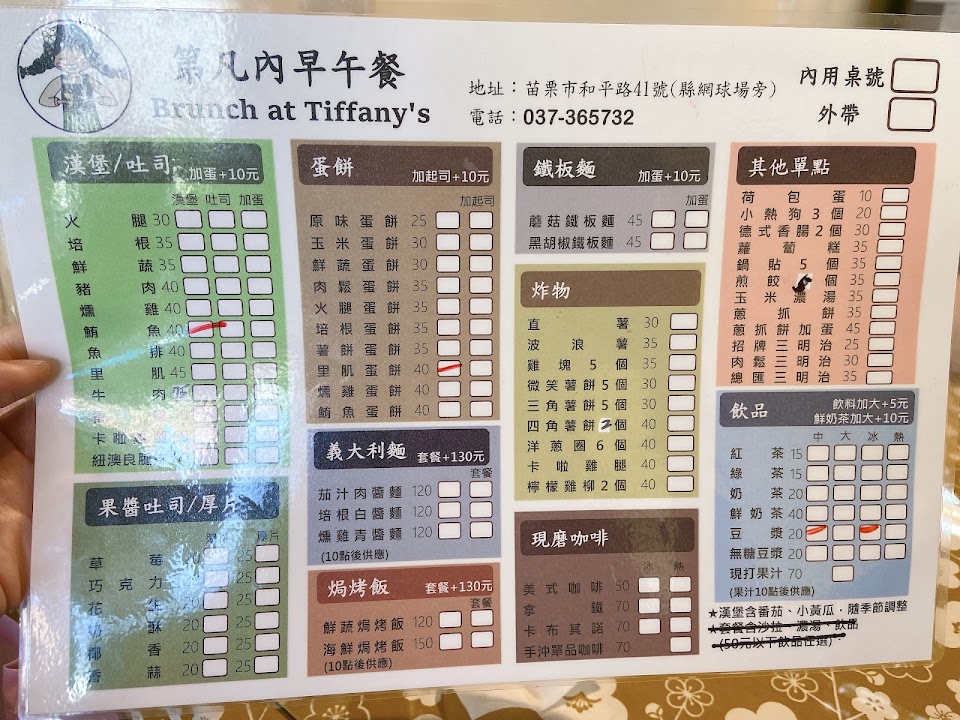 第凡內早午餐
Brunch at Tiffany's
地址：苗栗市和平路41號(縣網球場旁)
電話：037-365732
內用桌號
外帶
漢堡/吐司 加蛋+10元
漢堡 吐司 加蛋
火腿 30
培根 35
鮮蔬 35
豬肉 40
燻雞 40
鮪魚 40
魚排 40
里肌 45
牛肉
卡啦
紐澳良
果醬吐司/厚片
厚片
草莓 20 25
巧克力 20 25
花生 20 25
奶酥 20 25
椰香 20 25
香蒜 20 25
蛋餅 加起司+10元
加起司
原味蛋餅 25
玉米蛋餅 30
鮮蔬蛋餅 30
肉鬆蛋餅 35
火腿蛋餅 35
培根蛋餅 35
薯餅蛋餅 35
里肌蛋餅 40
燻雞蛋餅 40
鮪魚蛋餅 40
義大利麵 套餐+130元
套餐
茄汁肉醬麵 120
培根白醬麵 120
燻雞青醬麵 120
(10點後供應)
焗烤飯 套餐+130元
套餐
鮮蔬焗烤飯 120
海鮮焗烤飯 150
(10點後供應)
鐵板麵 加蛋+10元
加蛋
蘑菇鐵板麵 45
黑胡椒鐵板麵 45
炸物
直薯 30
波浪薯 35
雞塊5個 35
微笑薯餅5個 30
三角薯餅5個 30
四角薯餅2個 40
洋蔥圈6個 40
卡啦雞腿 40
檸檬雞柳2個 40
現磨咖啡
冰 熱
美式咖啡 50
拿鐵 70
卡布其諾 70
手沖單品咖啡 70
其他單點
荷包蛋 10
小熱狗3個 20
德式香腸2個 30
蘿蔔糕 35
鍋貼5個 35
煎餃 個 35
玉米濃湯 35
蔥抓餅 35
蔥抓餅加蛋 45
招牌三明治 25
肉鬆三明治 30
總匯三明治 35
飲品 飲料加大+5元
鮮奶茶加大+10元
中 大 冰 熱
紅茶 15
綠茶 15
奶茶 20
鮮奶茶 40
豆漿 20
無糖豆漿 20
現打果汁 70
(果汁10點後供應)
★漢堡含番茄、小黃瓜，隨季節調整
★套餐含沙拉、濃湯、飲品
(50元以下飲品任選)